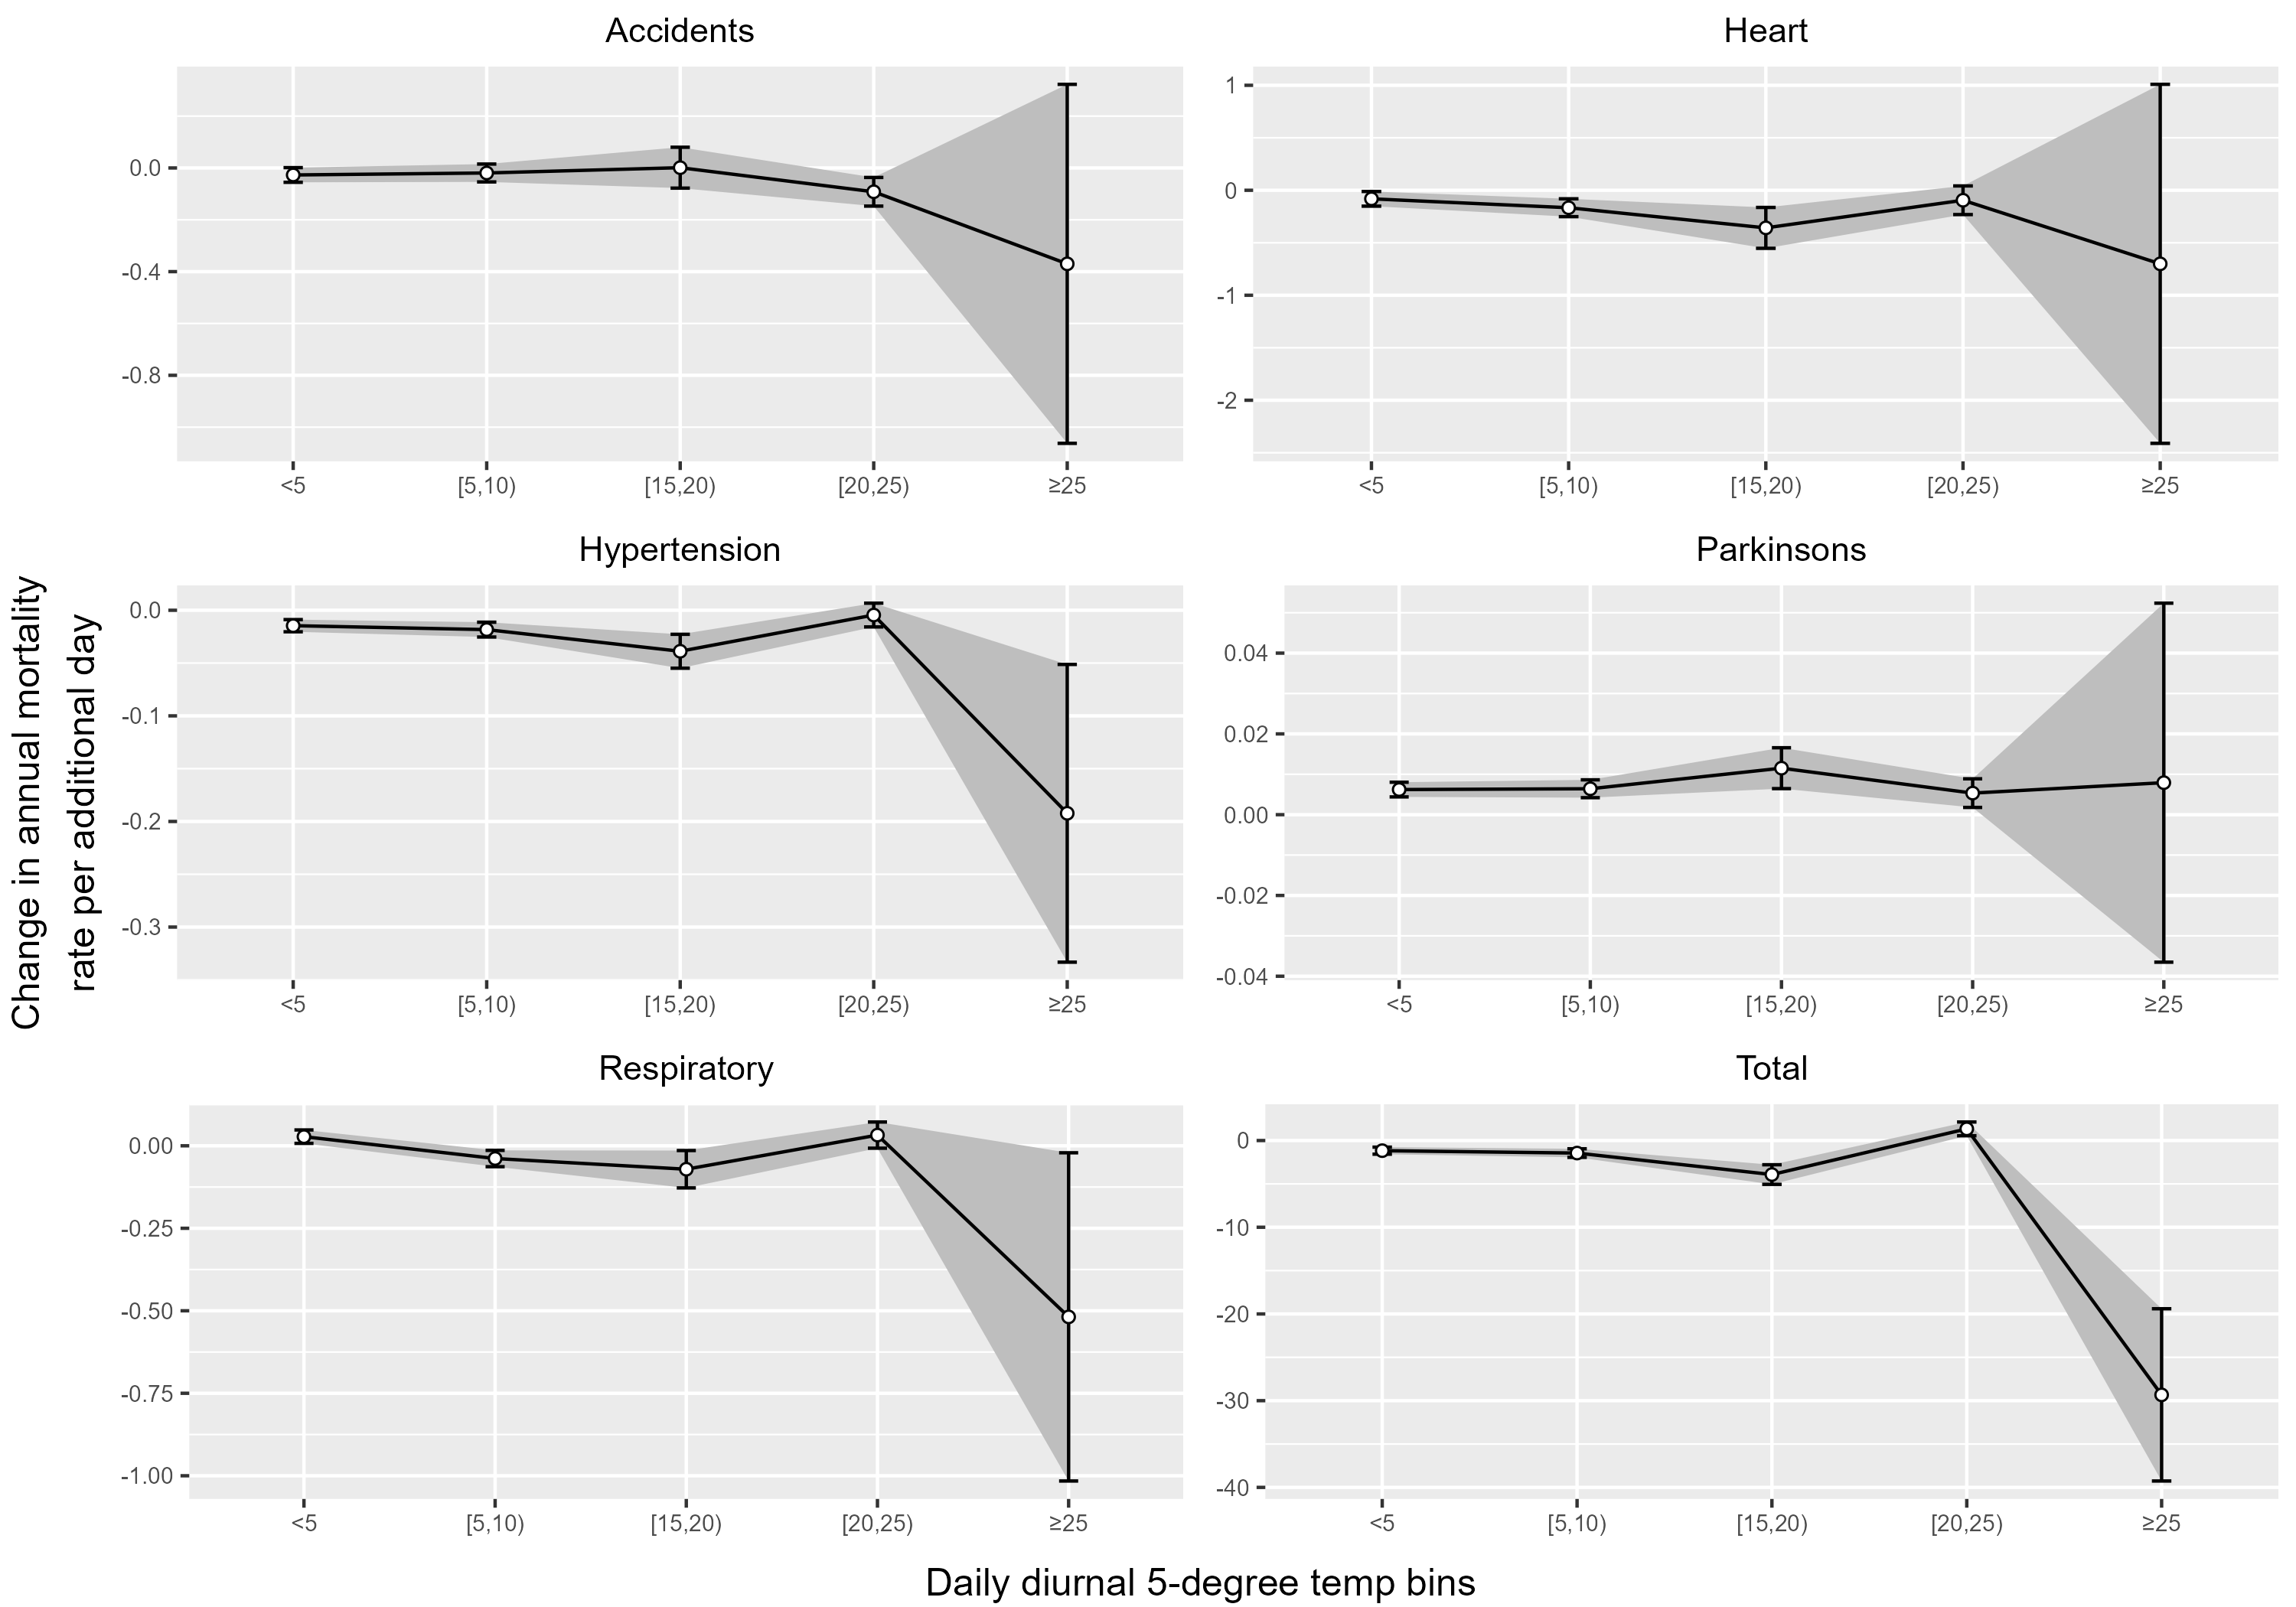 Accidents
0.0
-0.4
-0.8
<5 [5,10) [15,20) [20,25) ≥25
Heart
1
0
-1
-2
<5 [5,10) [15,20) [20,25) ≥25
Change in annual mortality
rate per additional day
Hypertension
0.0
-0.1
-0.2
-0.3
<5 [5,10) [15,20) [20,25) ≥25
Parkinsons
0.04
0.02
0.00
-0.02
-0.04
<5 [5,10) [15,20) [20,25) ≥25
Respiratory
0.00
-0.25
-0.50
-0.75
-1.00
<5 [5,10) [15,20) [20,25) ≥25
Total
0
-10
-20
-30
-40
<5 [5,10) [15,20) [20,25) ≥25
Daily diurnal 5-degree temp bins